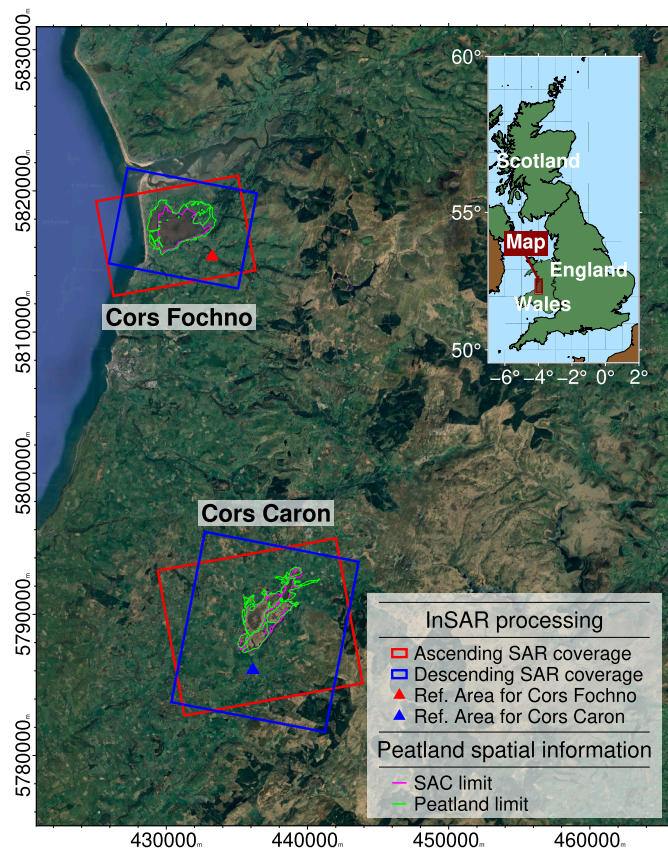 5830000m
5820000m
5810000m
5800000m
5790000m
5780000m
430000m
440000m
450000m
460000m
Cors Fochno
Cors Caron
60°
55°
50°
−6° −4° −2° 0° 2°
Scotland
Map
England
Wales
InSAR processing
Ascending SAR coverage
Descending SAR coverage
Ref. Area for Cors Fochno
Ref. Area for Cors Caron
Peatland spatial information
SAC limit
Peatland limit